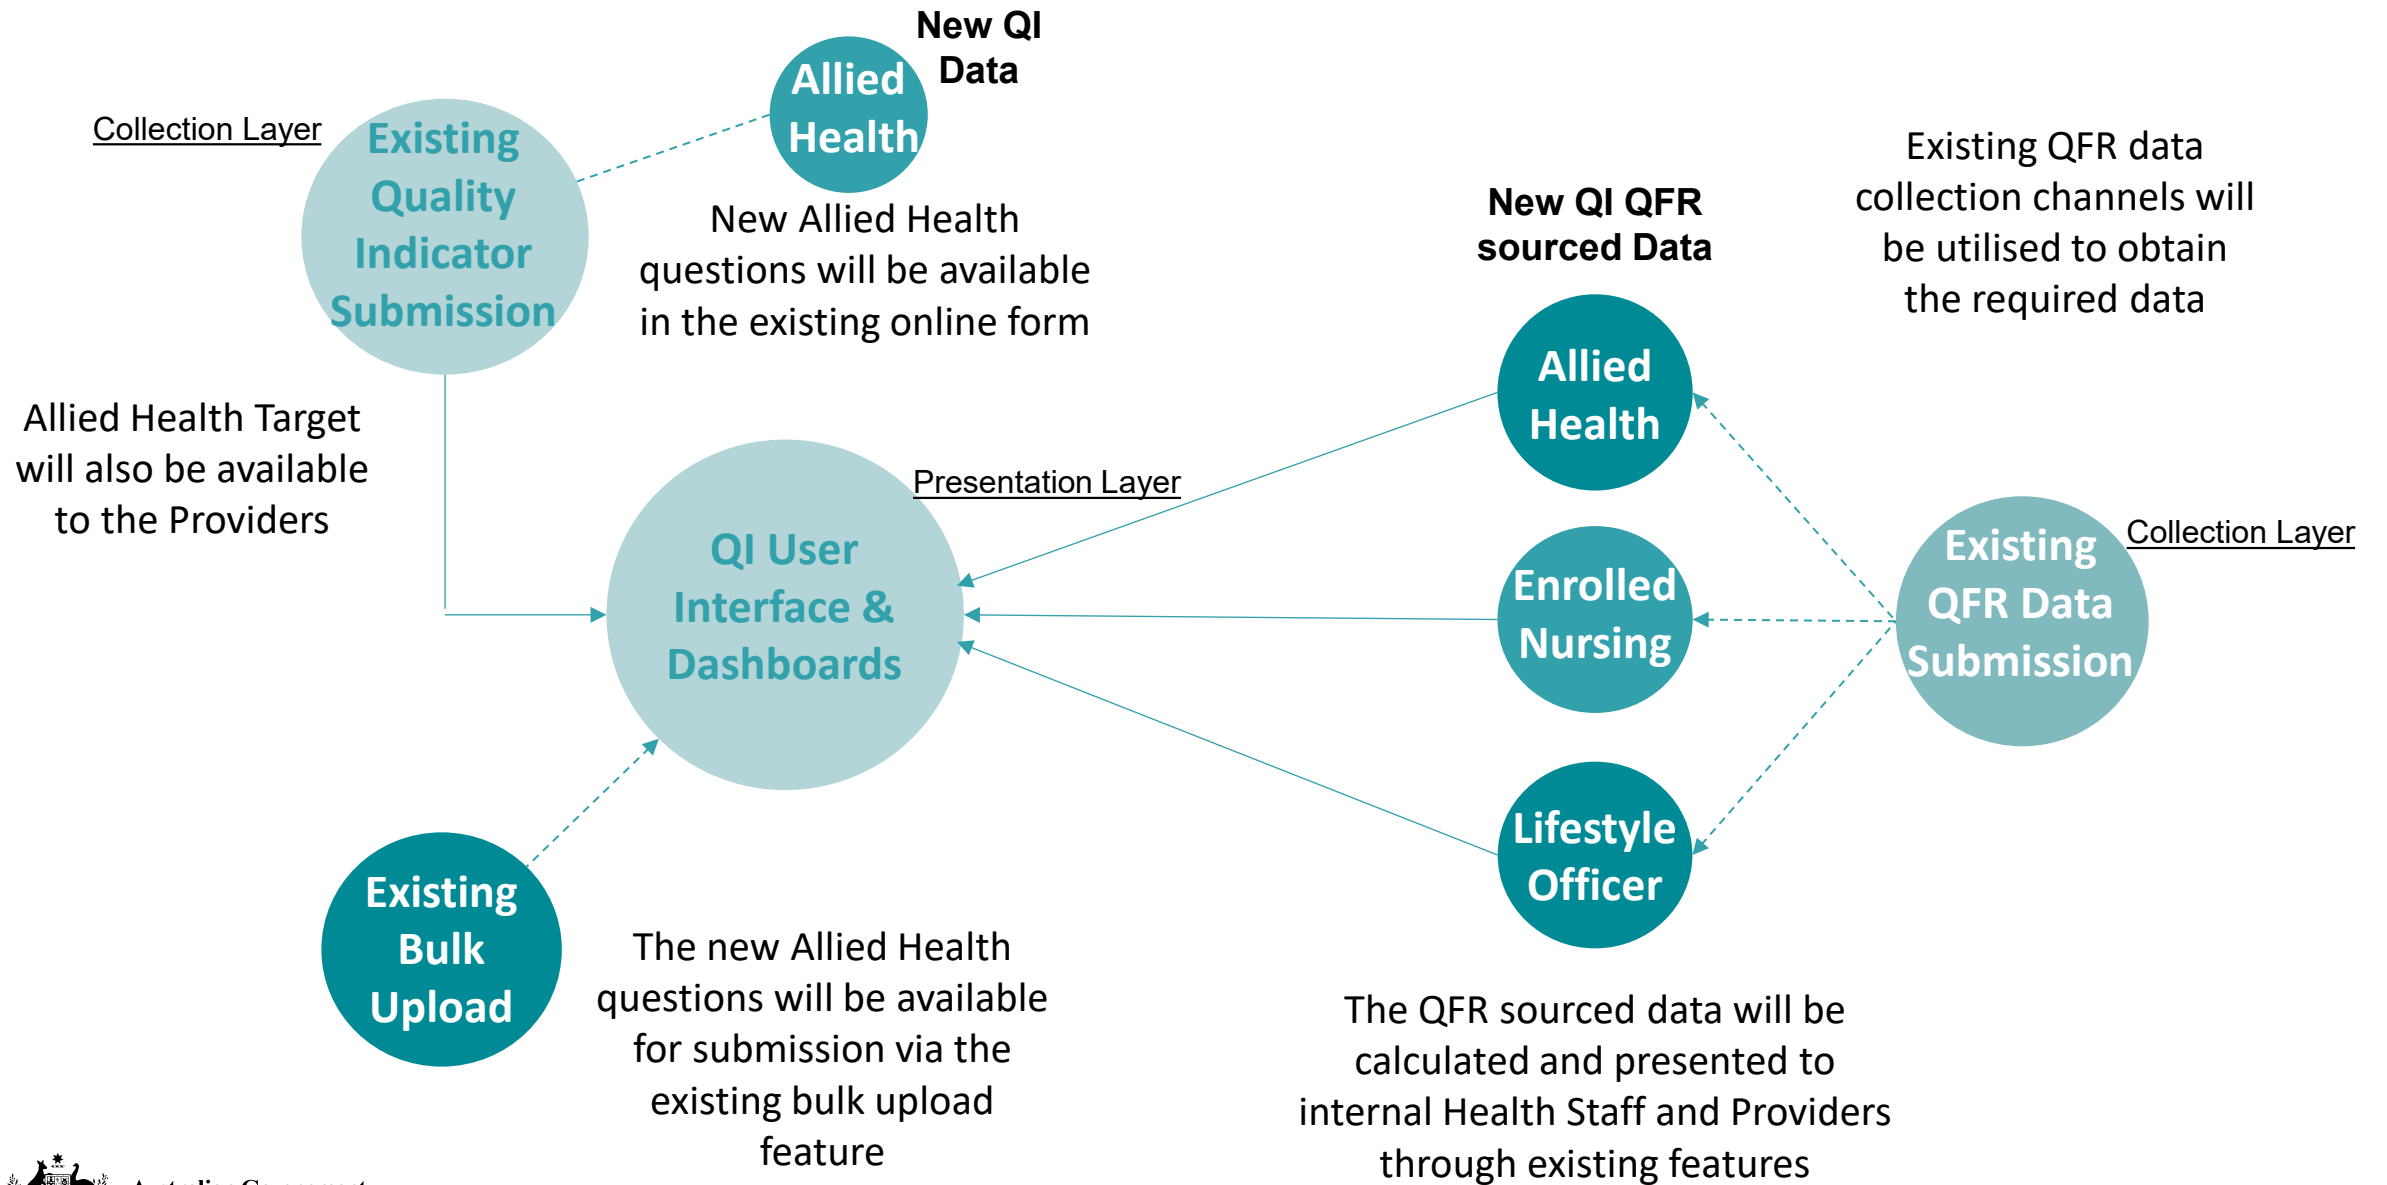 New QI
Data
Allied
Health
Collection Layer
Existing
Quality
Indicator
Submission
New Allied Health
questions will be available
in the existing online form
New QI QFR
sourced Data
Existing QFR data
collection channels will
be utilised to obtain
the required data
Allied
Health
Allied Health Target
will also be available
to the Providers
Presentation Layer
QI User
Interface &
Dashboards
Enrolled
Nursing
Existing
QFR Data
Submission
Collection Layer
Lifestyle
Officer
Existing
Bulk
Upload
The new Allied Health
questions will be available
for submission via the
existing bulk upload
feature
The QFR sourced data will be
calculated and presented to
internal Health Staff and Providers
through existing features
Australian Government